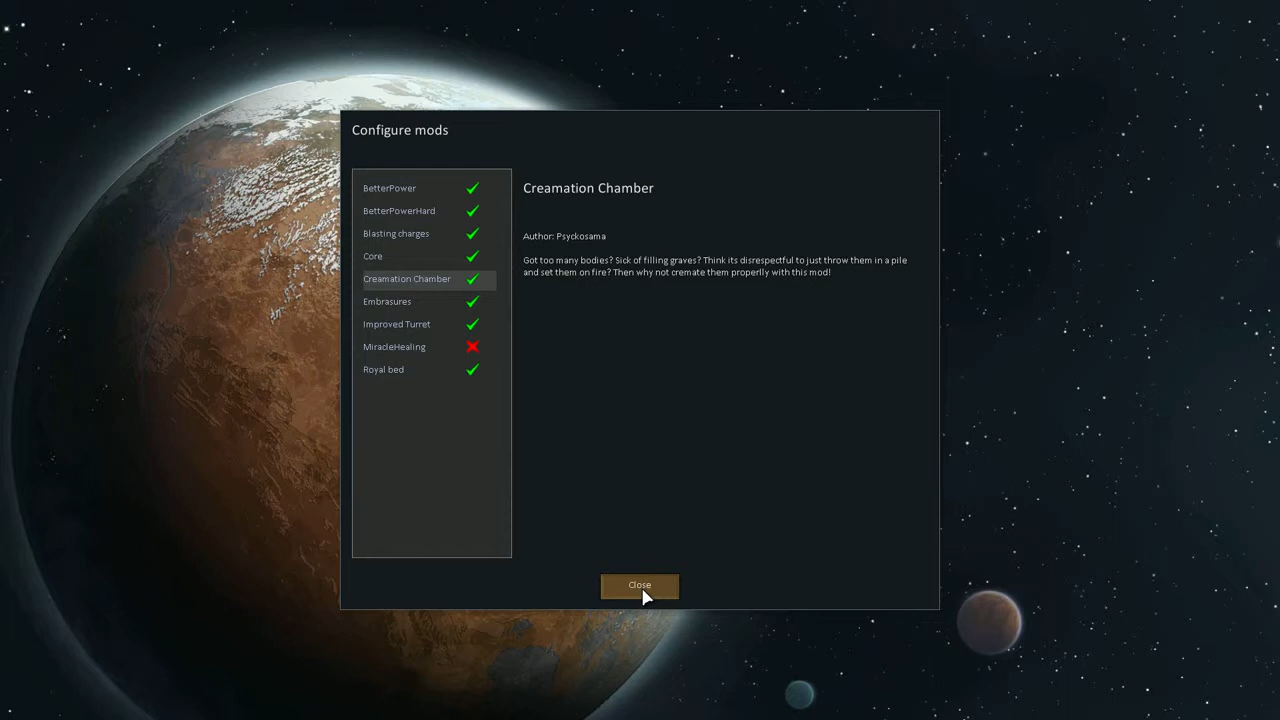 Configure mods
BetterPower
BetterPowerHard
Blasting charges
Core
Creamation Chamber
Embrasures
Improved Turret
MiracleHealing
Royal bed
Creamation Chamber
Author: Psyckosama
Got too many bodies? Sick of filling graves? Think its disrespectful to just throw them in a pile
and set them on fire? Then why not cremate them properlly with this mod!
Close